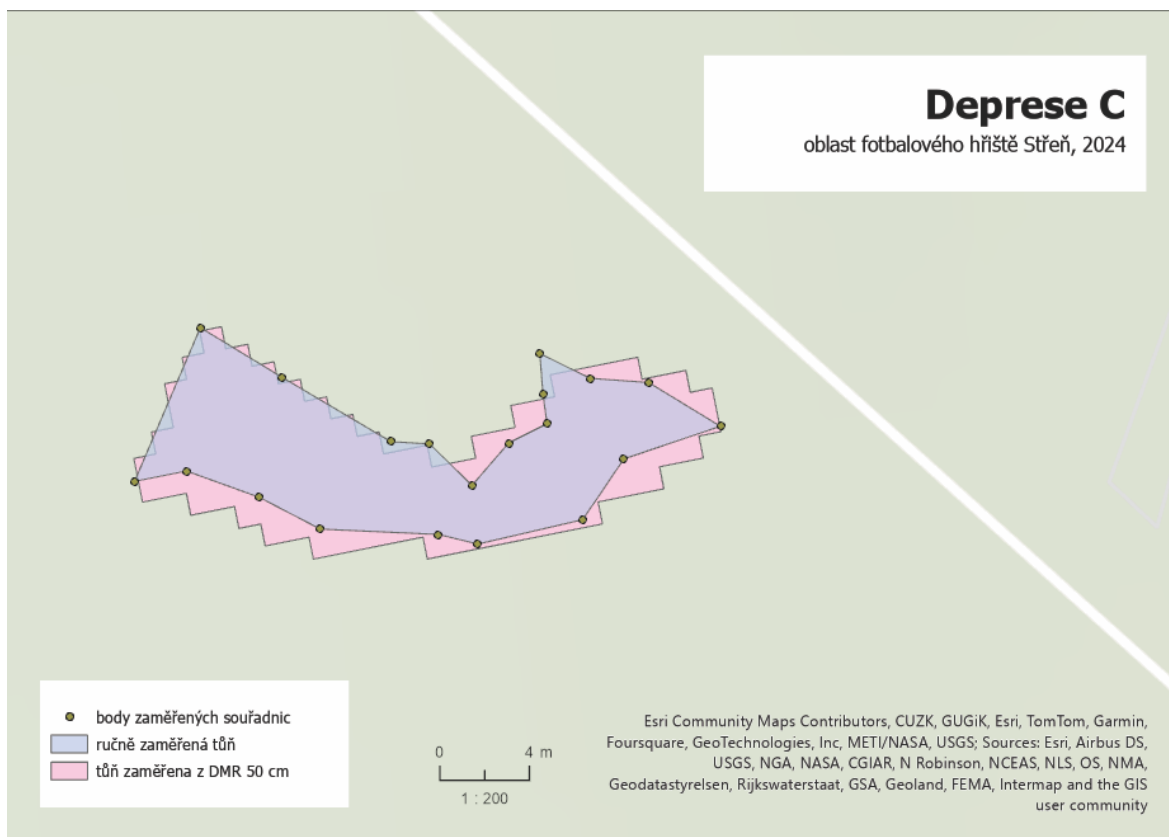 Deprese C
oblast fotbalového hřiště Střeň, 2024
body zaměřených souřadnic
ručně zaměřená tůň
tůň zaměřena z DMR 50 cm
0 4 m
1 : 200
Esri Community Maps Contributors, CUZK, GUGiK, Esri, TomTom, Garmin,
Foursquare, GeoTechnologies, Inc, METI/NASA, USGS; Sources: Esri, Airbus DS,
USGS, NGA, NASA, CGIAR, N Robinson, NCEAS, NLS, OS, NMA,
Geodatastyrelsen, Rijkswaterstaat, GSA, Geoland, FEMA, Intermap and the GIS
user community